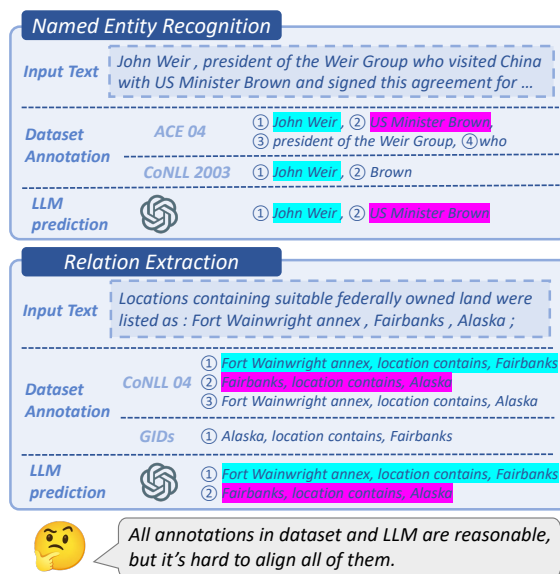 Named Entity Recognition
Input Text
John Weir , president of the Weir Group who visited China
with US Minister Brown and signed this agreement for ...
Dataset
Annotation
ACE 04
① John Weir , ② US Minister Brown,
③ president of the Weir Group, ④who
CoNLL 2003
① John Weir , ② Brown
LLM
prediction
① John Weir , ② US Minister Brown
Relation Extraction
Input Text
Locations containing suitable federally owned land were
listed as : Fort Wainwright annex , Fairbanks , Alaska ;
Dataset
Annotation
CoNLL 04
① Fort Wainwright annex, location contains, Fairbanks
② Fairbanks, location contains, Alaska
③ Fort Wainwright annex, location contains, Alaska
GIDs
① Alaska, location contains, Fairbanks
LLM
prediction
① Fort Wainwright annex, location contains, Fairbanks
② Fairbanks, location contains, Alaska
All annotations in dataset and LLM are reasonable,
but it's hard to align all of them.